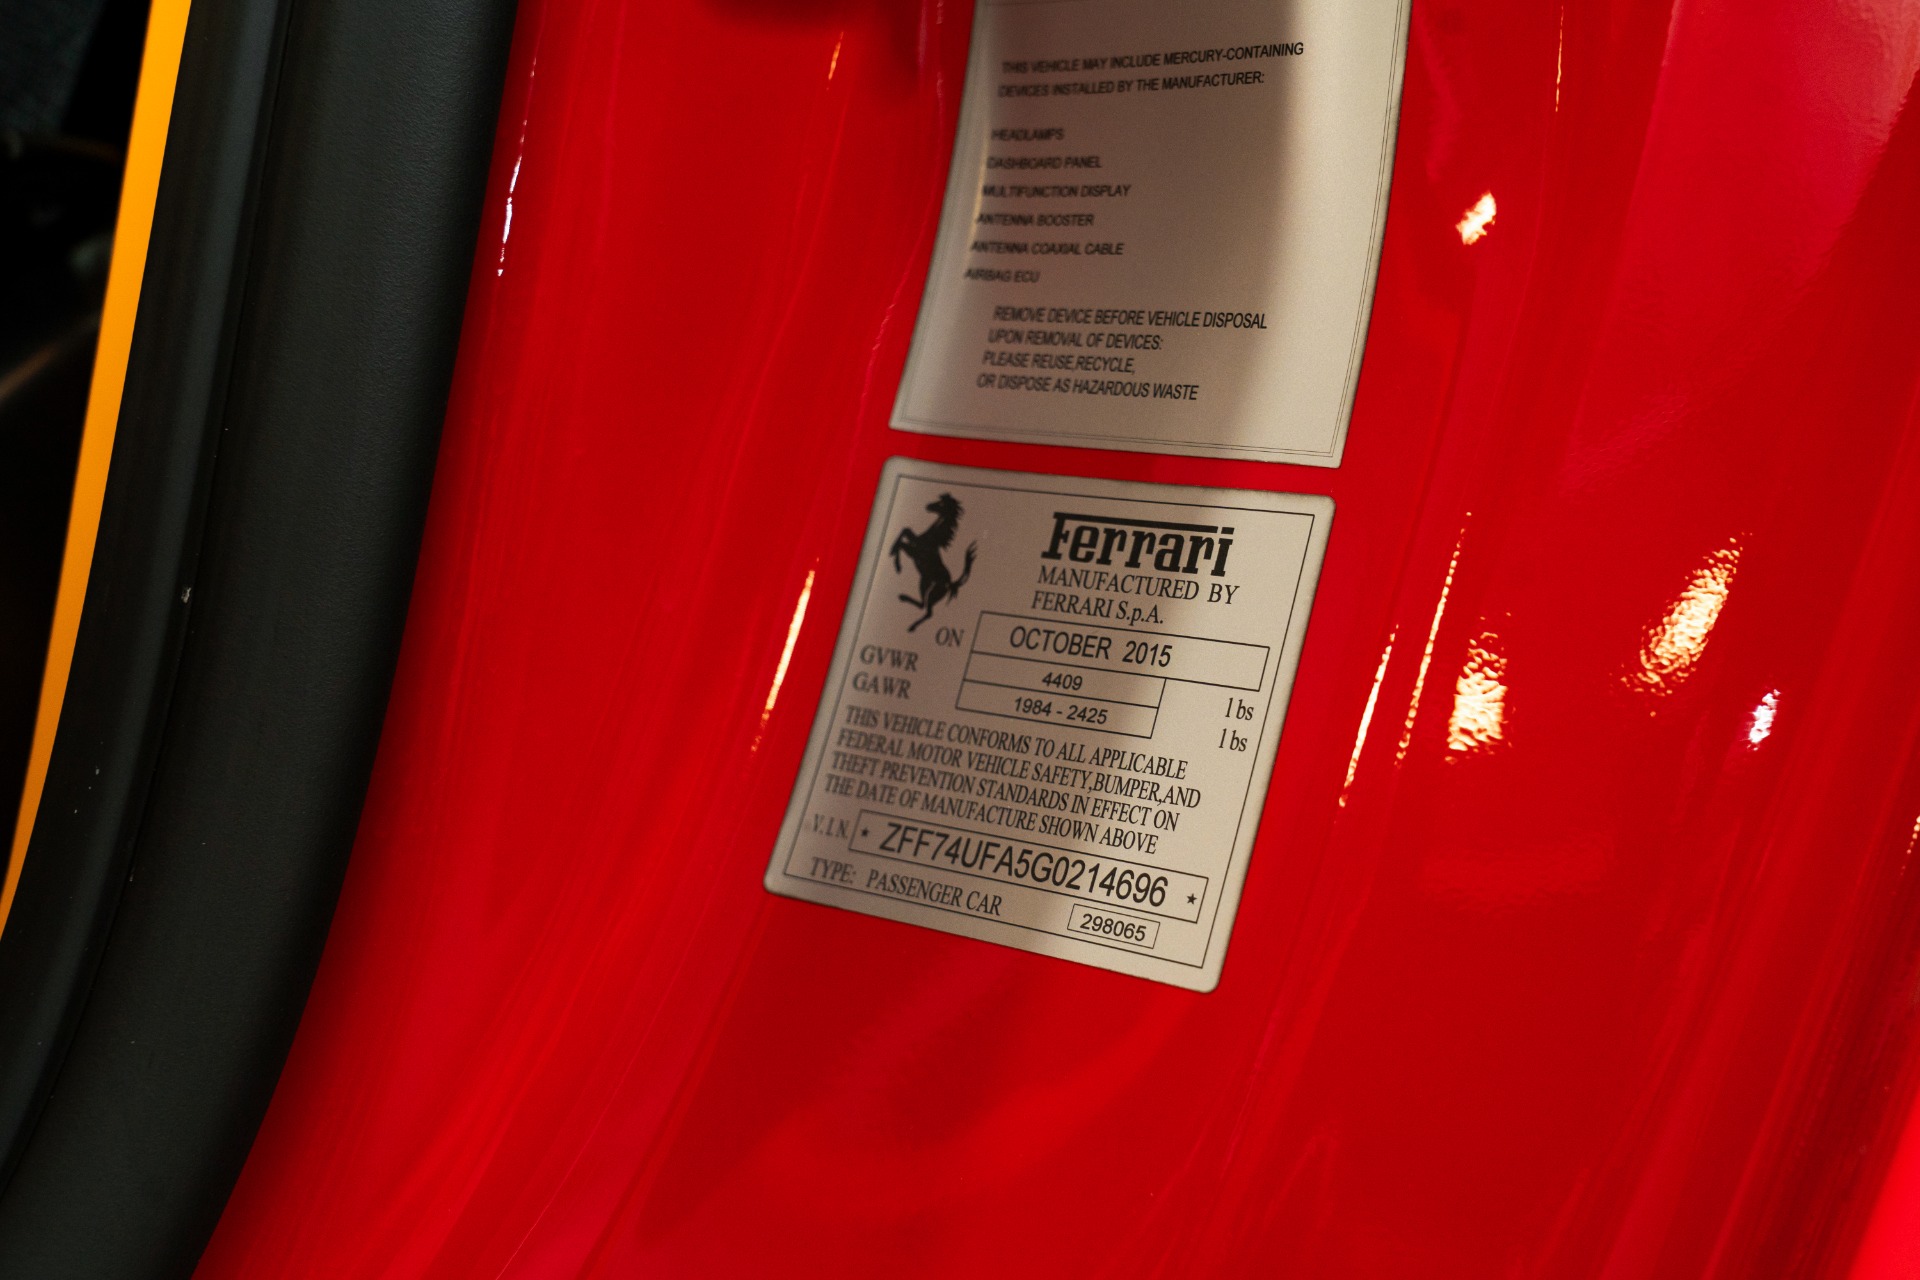 THIS VEHICLE MAY INCLUDE MERCURY-CONTAINING
DEVICES INSTALLED BY THE MANUFACTURER:
HEADLAMPS
DASHBOARD PANEL
MULTIFUNCTION DISPLAY
ANTENNA BOOSTER
ANTENNA COAXIAL CABLE
AIRBAG ECU
REMOVE DEVICE BEFORE VEHICLE DISPOSAL
UPON REMOVAL OF DEVICES:
PLEASE REUSE,RECYCLE,
OR DISPOSE AS HAZARDOUS WASTE
Ferrari
MANUFACTURED BY
FERRARI S.p.A.
ON OCTOBER 2015
GVWR 4409 lbs
GAWR 1984 - 2425 lbs
THIS VEHICLE CONFORMS TO ALL APPLICABLE
FEDERAL MOTOR VEHICLE SAFETY,BUMPER,AND
THEFT PREVENTION STANDARDS IN EFFECT ON
THE DATE OF MANUFACTURE SHOWN ABOVE
V.I.N. * ZFF74UFA5G0214696 *
TYPE: PASSENGER CAR 298065